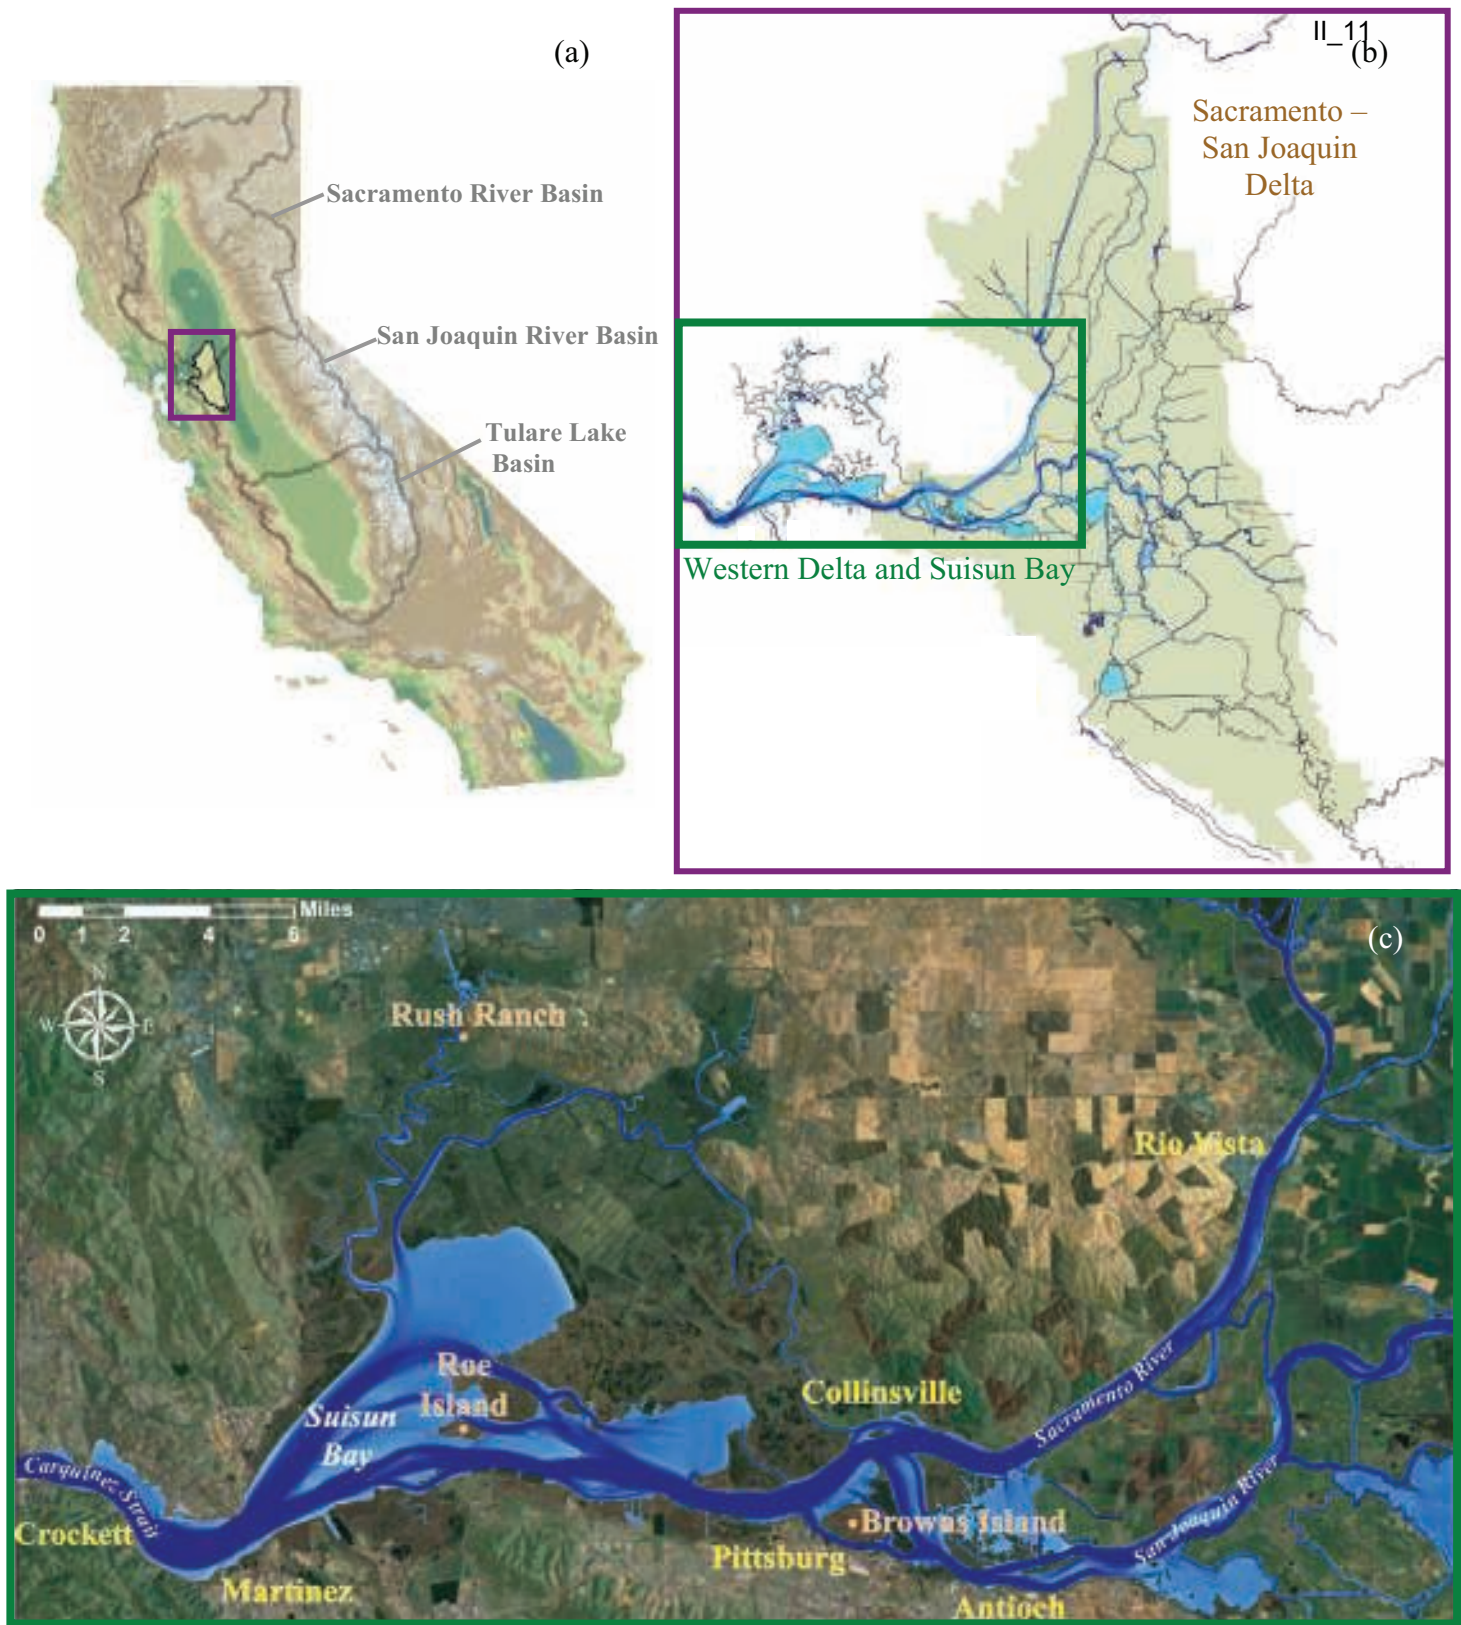 (a)
II_11
(b)
Sacramento –
San Joaquin
Delta
Sacramento River Basin
San Joaquin River Basin
Tulare Lake
Basin
Western Delta and Suisun Bay
Miles
0 1 2 4 6
(c)
N
W E
S
Rush Ranch
Rio Vista
Roe
Island
Collinsville
Suisun
Bay
Sacramento River
Carquinez Strait
Crockett
Browns Island
San Joaquin River
Pittsburg
Martinez
Antioch